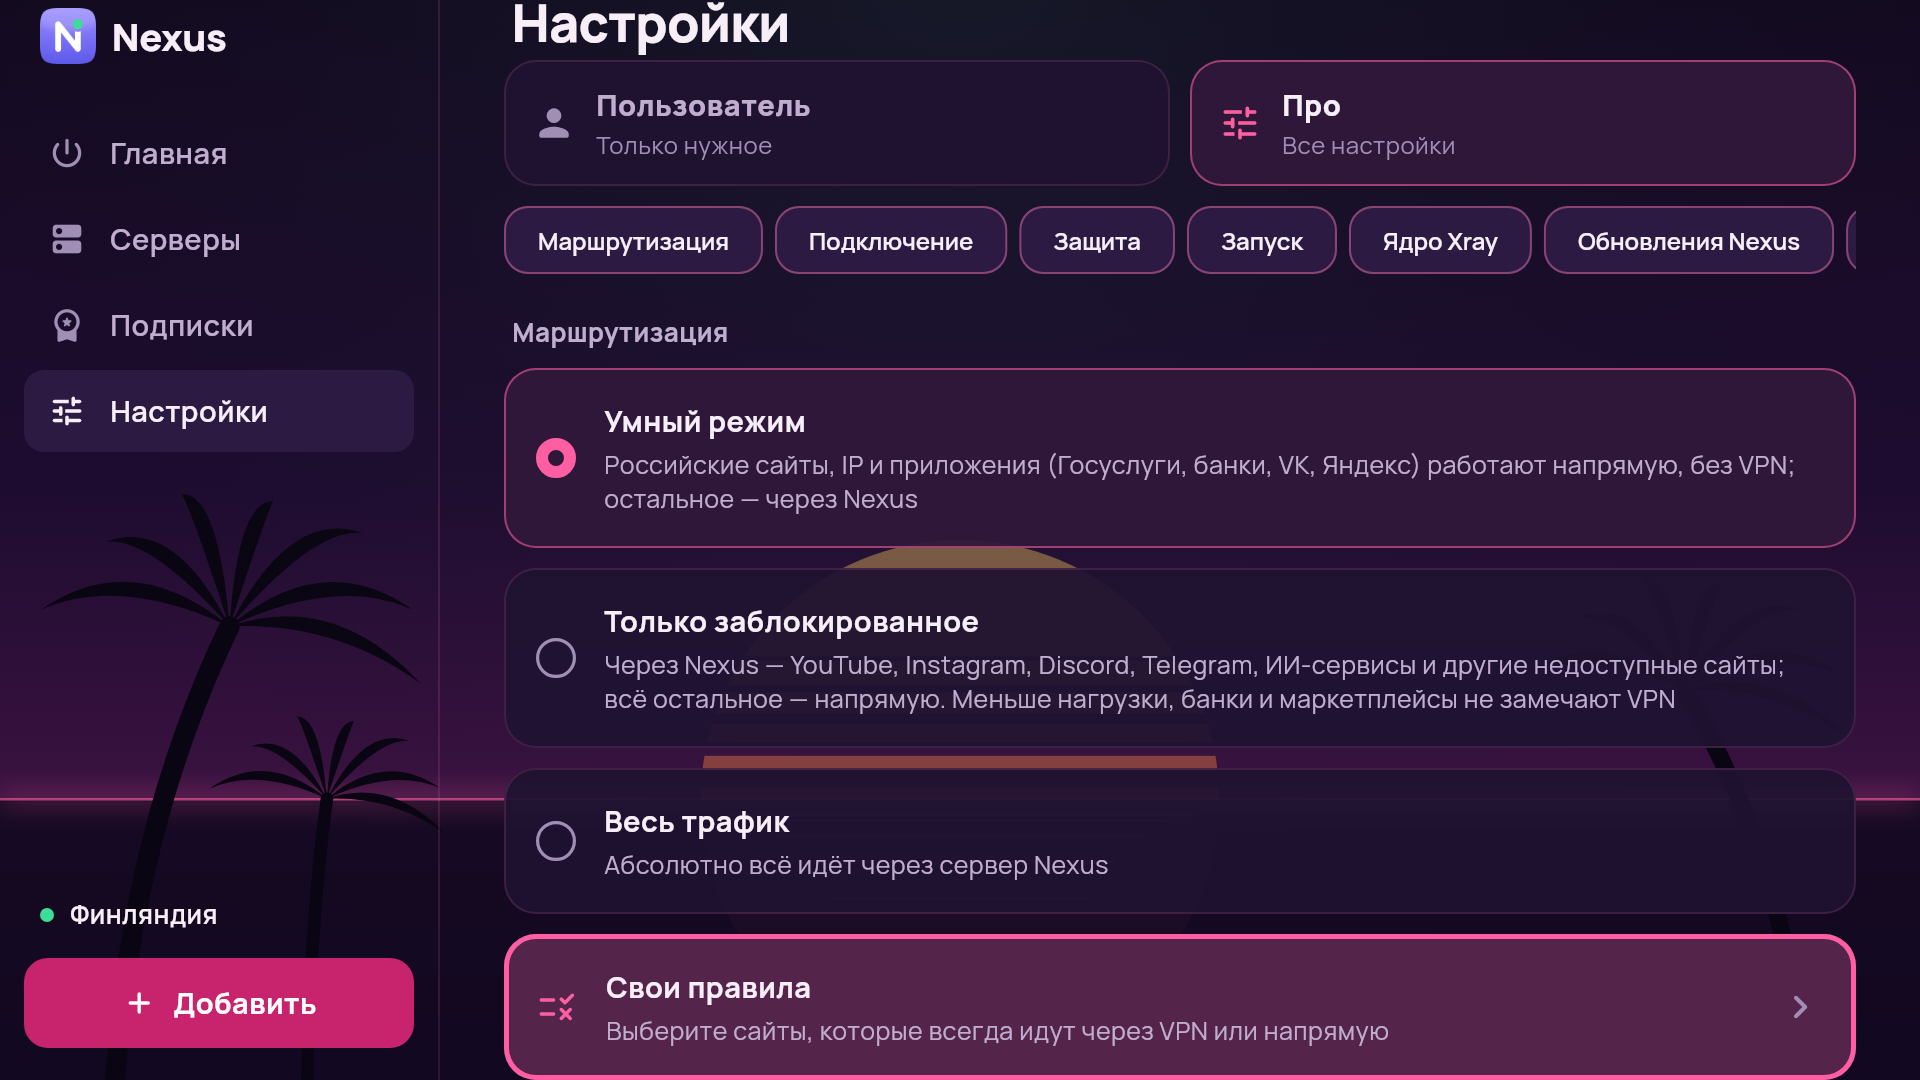 Nexus
Главная
Серверы
Подписки
Настройки
Финляндия
Добавить
Настройки
Пользователь
Только нужное
Про
Все настройки
Маршрутизация
Подключение
Защита
Запуск
Ядро Xray
Обновления Nexus
Маршрутизация
Умный режим
Российские сайты, IP и приложения (Госуслуги, банки, VK, Яндекс) работают напрямую, без VPN;
остальное — через Nexus
Только заблокированное
Через Nexus — YouTube, Instagram, Discord, Telegram, ИИ-сервисы и другие недоступные сайты;
всё остальное — напрямую. Меньше нагрузки, банки и маркетплейсы не замечают VPN
Весь трафик
Абсолютно всё идёт через сервер Nexus
Свои правила
Выберите сайты, которые всегда идут через VPN или напрямую